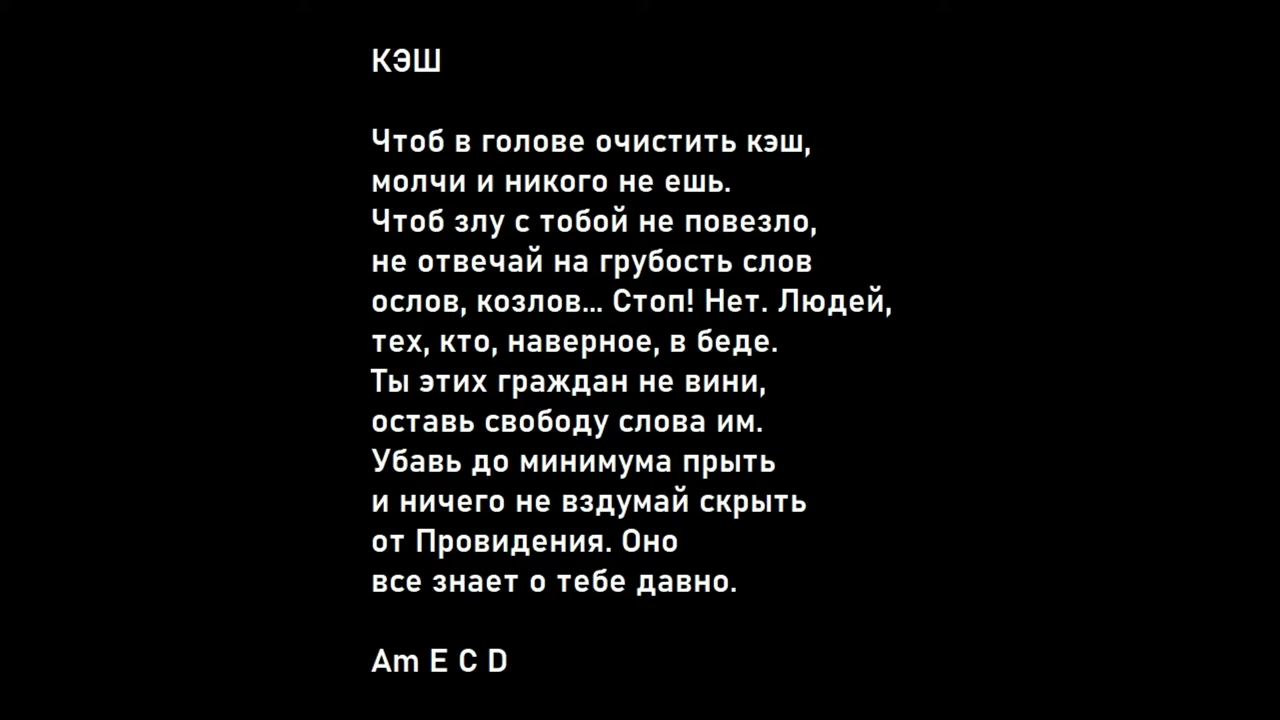 КЭШ
Чтоб в голове очистить кэш,
молчи и никого не ешь.
Чтоб злу с тобой не повезло,
не отвечай на грубость слов
ослов, козлов... Стоп! Нет. Людей,
тех, кто, наверное, в беде.
Ты этих граждан не вини,
оставь свободу слова им.
Убавь до минимума прыть
и ничего не вздумай скрыть
от Провидения. Оно
все знает о тебе давно.
Am E C D